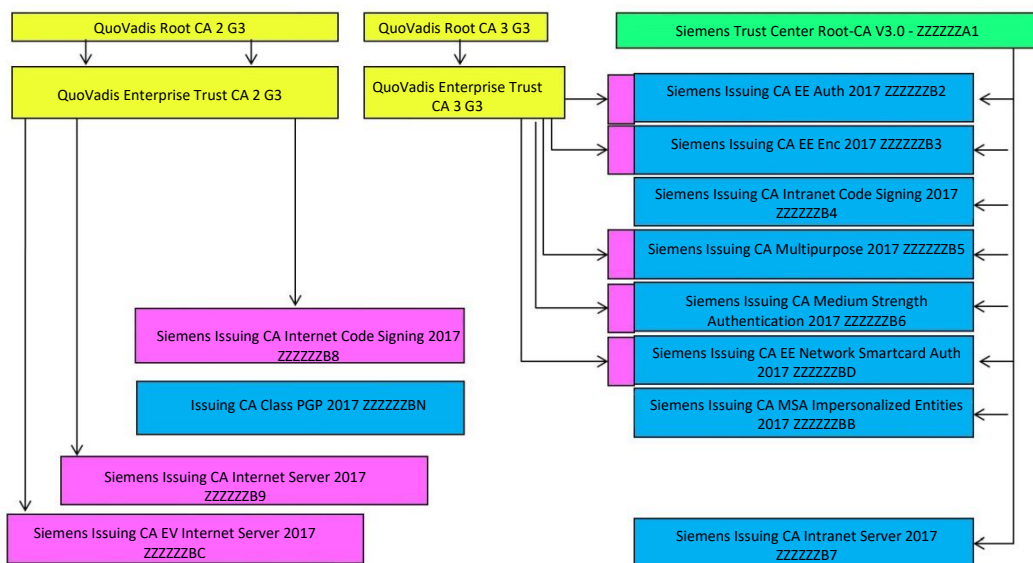 QuoVadis Root CA 2 G3
QuoVadis Root CA 3 G3
Siemens Trust Center Root-CA V3.0 - ZZZZZZA1
QuoVadis Enterprise Trust CA 2 G3
QuoVadis Enterprise Trust
CA 3 G3
Siemens Issuing CA EE Auth 2017 ZZZZZZB2
Siemens Issuing CA EE Enc 2017 ZZZZZZB3
Siemens Issuing CA Intranet Code Signing 2017
ZZZZZZB4
Siemens Issuing CA Multipurpose 2017 ZZZZZZB5
Siemens Issuing CA Medium Strength
Authentication 2017 ZZZZZZB6
Siemens Issuing CA Internet Code Signing 2017
ZZZZZZB8
Siemens Issuing CA EE Network Smartcard Auth
2017 ZZZZZZBD
Issuing CA Class PGP 2017 ZZZZZZBN
Siemens Issuing CA MSA Impersonalized Entities
2017 ZZZZZZBB
Siemens Issuing CA Internet Server 2017
ZZZZZZB9
Siemens Issuing CA EV Internet Server 2017
ZZZZZZBC
Siemens Issuing CA Intranet Server 2017
ZZZZZZB7